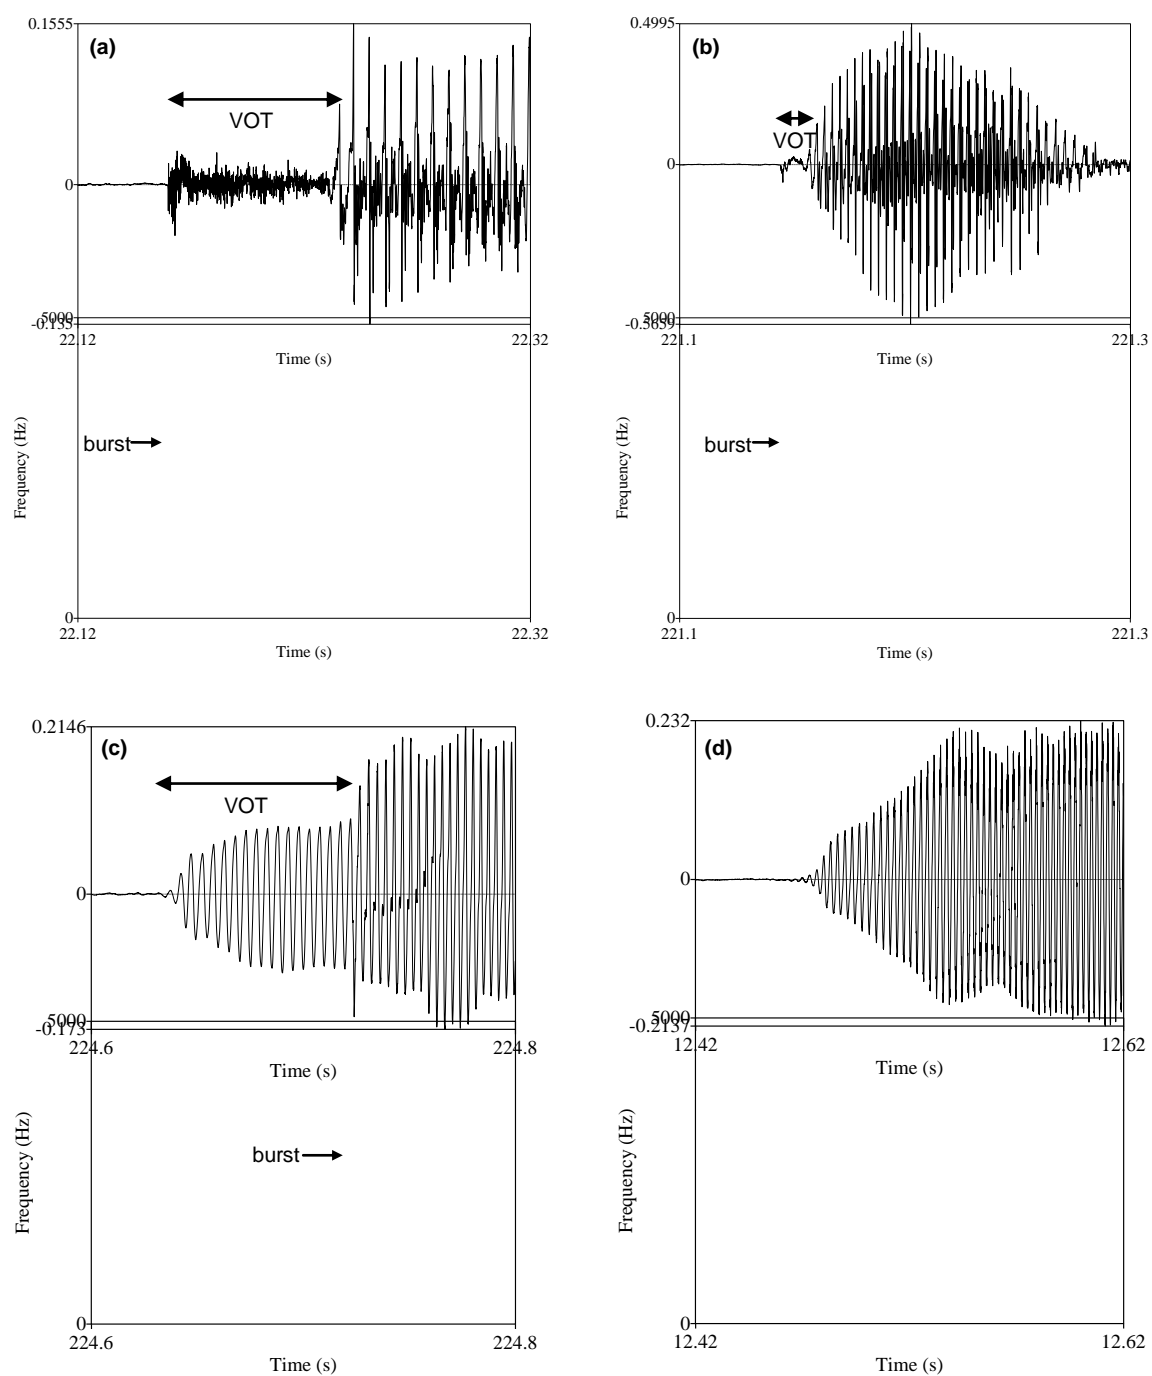 0.1555
(a)
VOT
0
5000
-0.135
22.12
22.32
Time (s)
Frequency (Hz)
burst
0
22.12
22.32
Time (s)
0.4995
(b)
VOT
0
5000
-0.5659
221.1
221.3
Time (s)
Frequency (Hz)
burst
0
221.1
221.3
Time (s)
0.2146
(c)
VOT
0
5000
-0.173
224.6
224.8
Time (s)
Frequency (Hz)
burst
0
224.6
224.8
Time (s)
0.232
(d)
0
5000
-0.2137
12.42
12.62
Time (s)
Frequency (Hz)
0
12.42
12.62
Time (s)